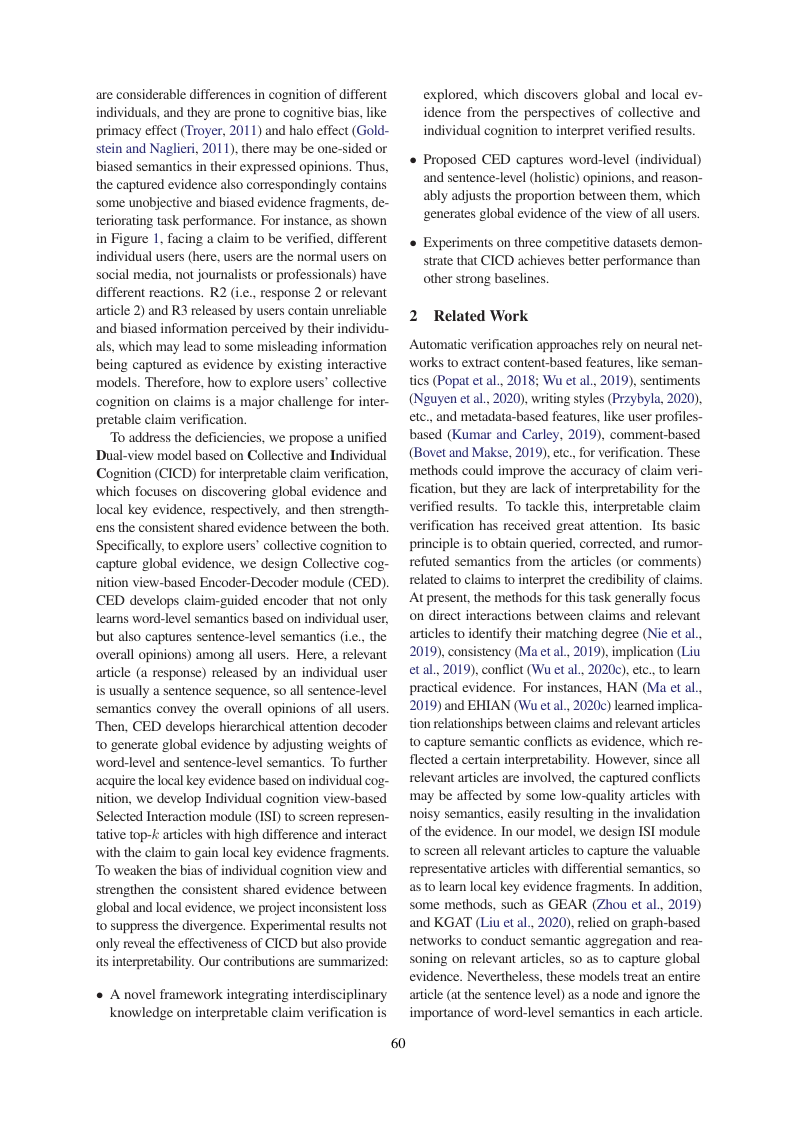 are considerable differences in cognition of different
individuals, and they are prone to cognitive bias, like
primacy effect (Troyer, 2011) and halo effect (Gold-
stein and Naglieri, 2011), there may be one-sided or
biased semantics in their expressed opinions. Thus,
the captured evidence also correspondingly contains
some unobjective and biased evidence fragments, de-
teriorating task performance. For instance, as shown
in Figure 1, facing a claim to be verified, different
individual users (here, users are the normal users on
social media, not journalists or professionals) have
different reactions. R2 (i.e., response 2 or relevant
article 2) and R3 released by users contain unreliable
and biased information perceived by their individu-
als, which may lead to some misleading information
being captured as evidence by existing interactive
models. Therefore, how to explore users' collective
cognition on claims is a major challenge for inter-
pretable claim verification.
To address the deficiencies, we propose a unified
Dual-view model based on Collective and Individual
Cognition (CICD) for interpretable claim verification,
which focuses on discovering global evidence and
local key evidence, respectively, and then strength-
ens the consistent shared evidence between the both.
Specifically, to explore users' collective cognition to
capture global evidence, we design Collective cog-
nition view-based Encoder-Decoder module (CED).
CED develops claim-guided encoder that not only
learns word-level semantics based on individual user,
but also captures sentence-level semantics (i.e., the
overall opinions) among all users. Here, a relevant
article (a response) released by an individual user
is usually a sentence sequence, so all sentence-level
semantics convey the overall opinions of all users.
Then, CED develops hierarchical attention decoder
to generate global evidence by adjusting weights of
word-level and sentence-level semantics. To further
acquire the local key evidence based on individual cog-
nition, we develop Individual cognition view-based
Selected Interaction module (ISI) to screen represen-
tative top-k articles with high difference and interact
with the claim to gain local key evidence fragments.
To weaken the bias of individual cognition view and
strengthen the consistent shared evidence between
global and local evidence, we project inconsistent loss
to suppress the divergence. Experimental results not
only reveal the effectiveness of CICD but also provide
its interpretability. Our contributions are summarized:
• A novel framework integrating interdisciplinary
knowledge on interpretable claim verification is
explored, which discovers global and local ev-
idence from the perspectives of collective and
individual cognition to interpret verified results.
• Proposed CED captures word-level (individual)
and sentence-level (holistic) opinions, and reason-
ably adjusts the proportion between them, which
generates global evidence of the view of all users.
• Experiments on three competitive datasets demon-
strate that CICD achieves better performance than
other strong baselines.
2 Related Work
Automatic verification approaches rely on neural net-
works to extract content-based features, like seman-
tics (Popat et al., 2018; Wu et al., 2019), sentiments
(Nguyen et al., 2020), writing styles (Przybyla, 2020),
etc., and metadata-based features, like user profiles-
based (Kumar and Carley, 2019), comment-based
(Bovet and Makse, 2019), etc., for verification. These
methods could improve the accuracy of claim veri-
fication, but they are lack of interpretability for the
verified results. To tackle this, interpretable claim
verification has received great attention. Its basic
principle is to obtain queried, corrected, and rumor-
refuted semantics from the articles (or comments)
related to claims to interpret the credibility of claims.
At present, the methods for this task generally focus
on direct interactions between claims and relevant
articles to identify their matching degree (Nie et al.,
2019), consistency (Ma et al., 2019), implication (Liu
et al., 2019), conflict (Wu et al., 2020c), etc., to learn
practical evidence. For instances, HAN (Ma et al.,
2019) and EHIAN (Wu et al., 2020c) learned implica-
tion relationships between claims and relevant articles
to capture semantic conflicts as evidence, which re-
flected a certain interpretability. However, since all
relevant articles are involved, the captured conflicts
may be affected by some low-quality articles with
noisy semantics, easily resulting in the invalidation
of the evidence. In our model, we design ISI module
to screen all relevant articles to capture the valuable
representative articles with differential semantics, so
as to learn local key evidence fragments. In addition,
some methods, such as GEAR (Zhou et al., 2019)
and KGAT (Liu et al., 2020), relied on graph-based
networks to conduct semantic aggregation and rea-
soning on relevant articles, so as to capture global
evidence. Nevertheless, these models treat an entire
article (at the sentence level) as a node and ignore the
importance of word-level semantics in each article.
60